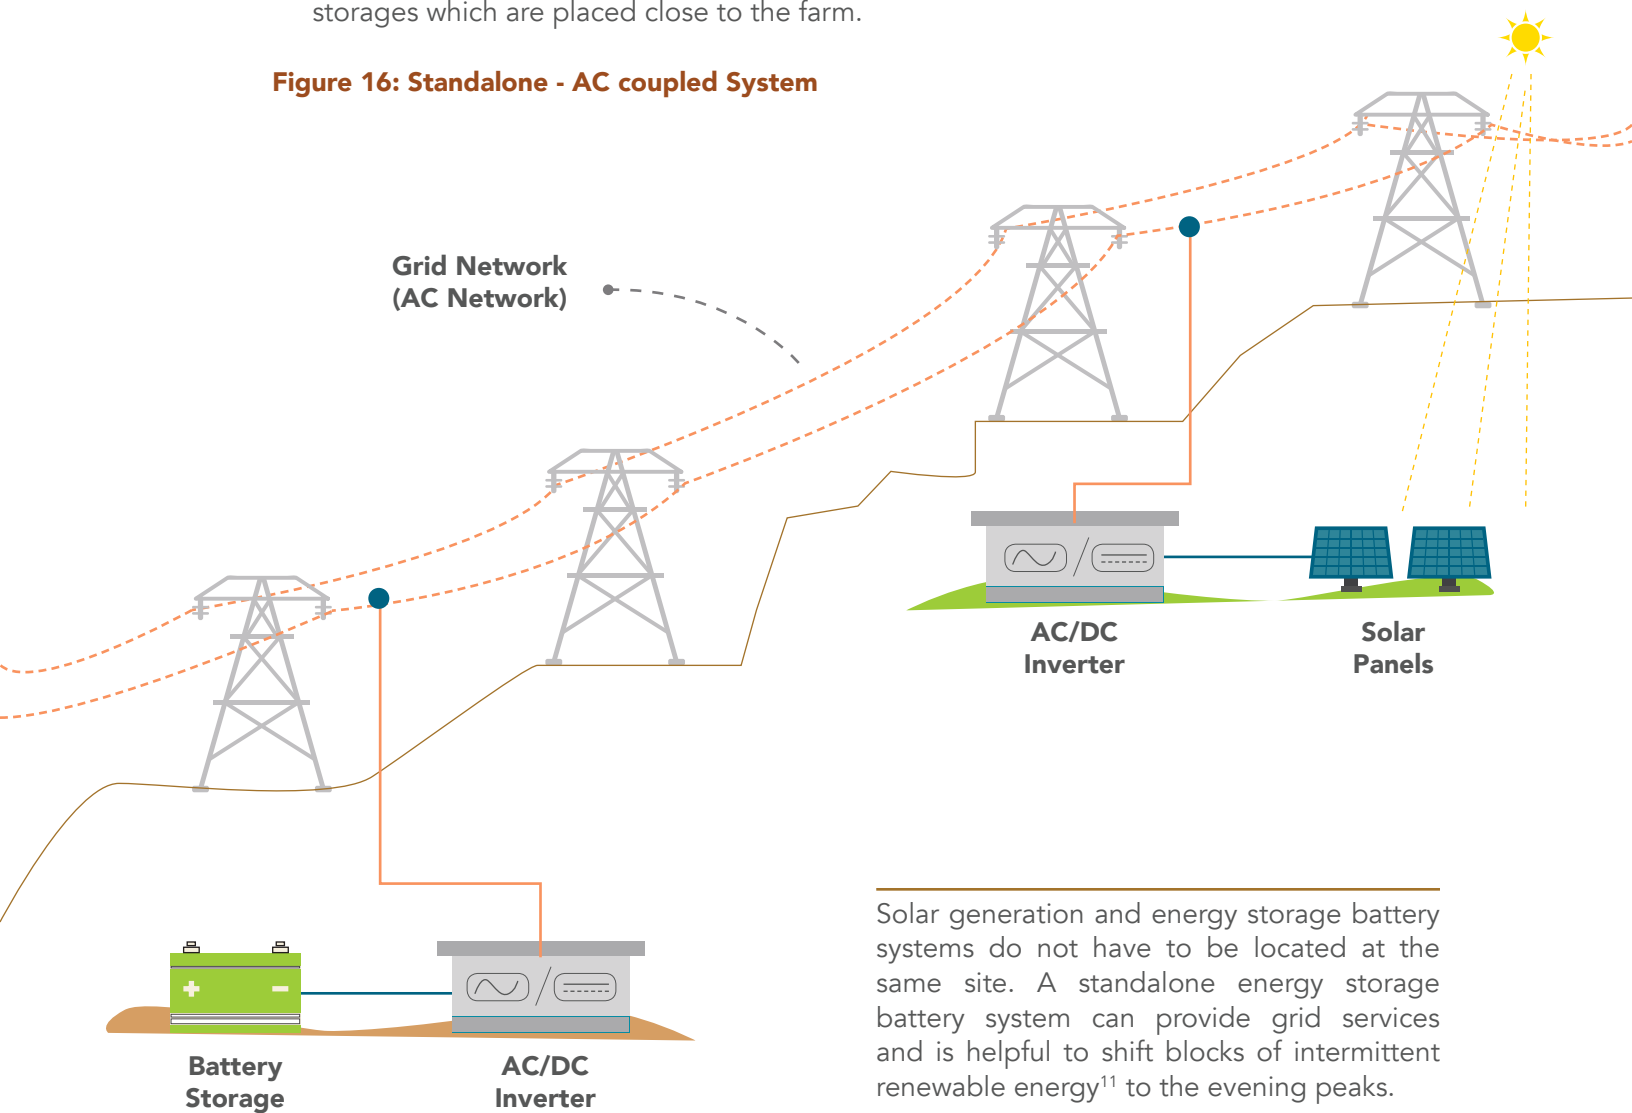 storages which are placed close to the farm.
Figure 16: Standalone - AC coupled System
Grid Network
(AC Network)
AC/DC
Inverter
Solar
Panels
Battery
Storage
AC/DC
Inverter
Solar generation and energy storage battery
systems do not have to be located at the
same site. A standalone energy storage
battery system can provide grid services
and is helpful to shift blocks of intermittent
renewable energy¹¹ to the evening peaks.